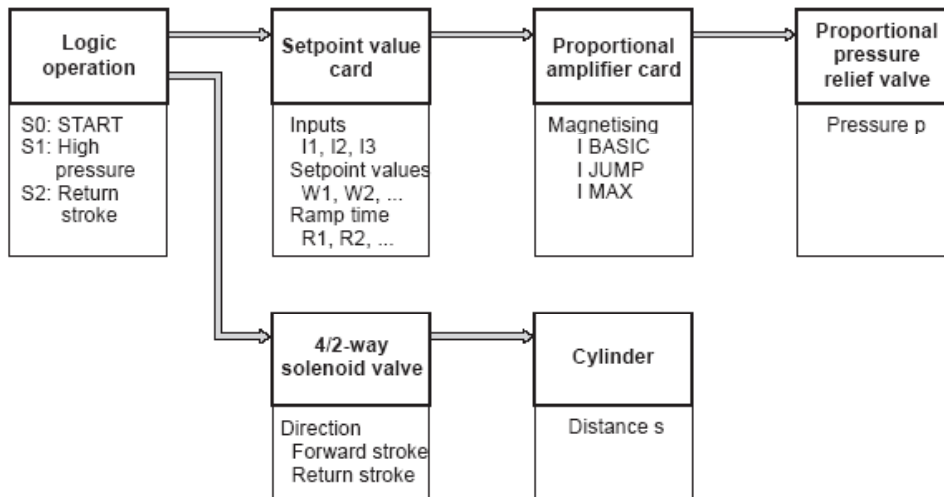 Logic
operation
S0: START
S1: High
pressure
S2: Return
stroke
Setpoint value
card
Inputs
I1, I2, I3
Setpoint values
W1, W2, ...
Ramp time
R1, R2, ...
Proportional
amplifier card
Magnetising
I BASIC
I JUMP
I MAX
Proportional
pressure
relief valve
Pressure p
4/2-way
solenoid valve
Direction
Forward stroke
Return stroke
Cylinder
Distance s